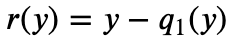 r(y) = y − q₁(y)